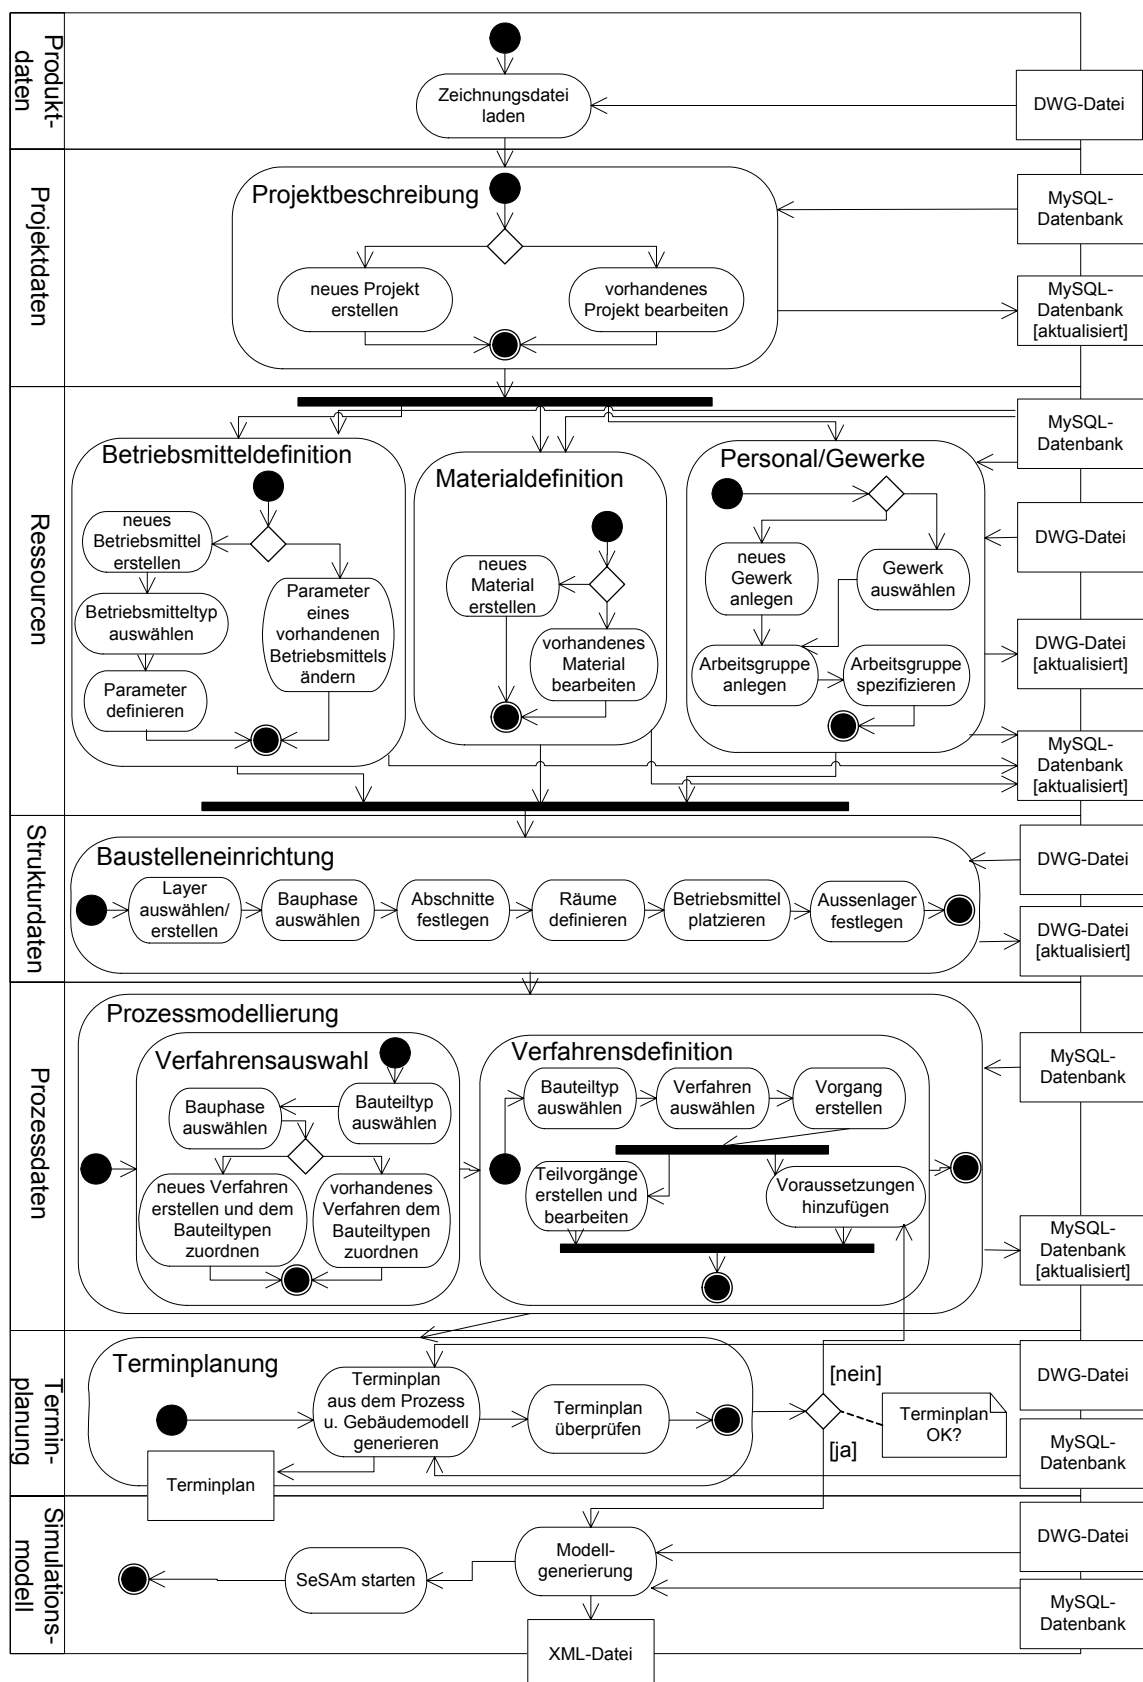 Produkt-
daten
Zeichnungsdatei
laden
DWG-Datei
Projektdaten
Projektbeschreibung
neues Projekt
erstellen
vorhandenes
Projekt bearbeiten
MySQL-
Datenbank
MySQL-
Datenbank
[aktualisiert]
Ressourcen
Betriebsmitteldefinition
neues
Betriebsmittel
erstellen
Betriebsmitteltyp
auswählen
Parameter
definieren
Parameter
eines
vorhandenen
Betriebsmittels
ändern
Materialdefinition
neues
Material
erstellen
vorhandenes
Material
bearbeiten
Personal/Gewerke
neues
Gewerk
anlegen
Gewerk
auswählen
Arbeitsgruppe
anlegen
Arbeitsgruppe
spezifizieren
MySQL-
Datenbank
DWG-Datei
DWG-Datei
[aktualisiert]
MySQL-
Datenbank
[aktualisiert]
Strukturdaten
Baustelleneinrichtung
Layer
auswählen/
erstellen
Bauphase
auswählen
Abschnitte
festlegen
Räume
definieren
Betriebsmittel
platzieren
Aussenlager
festlegen
DWG-Datei
DWG-Datei
[aktualisiert]
Prozessdaten
Prozessmodellierung
Verfahrensauswahl
Bauteiltyp
auswählen
Bauphase
auswählen
neues Verfahren
erstellen und dem
Bauteiltypen
zuordnen
vorhandenes
Verfahren dem
Bauteiltypen
zuordnen
Verfahrensdefinition
Bauteiltyp
auswählen
Verfahren
auswählen
Vorgang
erstellen
Teilvorgänge
erstellen und
bearbeiten
Voraussetzungen
hinzufügen
MySQL-
Datenbank
MySQL-
Datenbank
[aktualisiert]
Termin-
planung
Terminplanung
Terminplan
aus dem Prozess
u. Gebäudemodell
generieren
Terminplan
überprüfen
Terminplan
[nein]
[ja]
Terminplan
OK?
DWG-Datei
MySQL-
Datenbank
Simulations-
modell
SeSAm starten
Modell-
generierung
XML-Datei
DWG-Datei
MySQL-
Datenbank